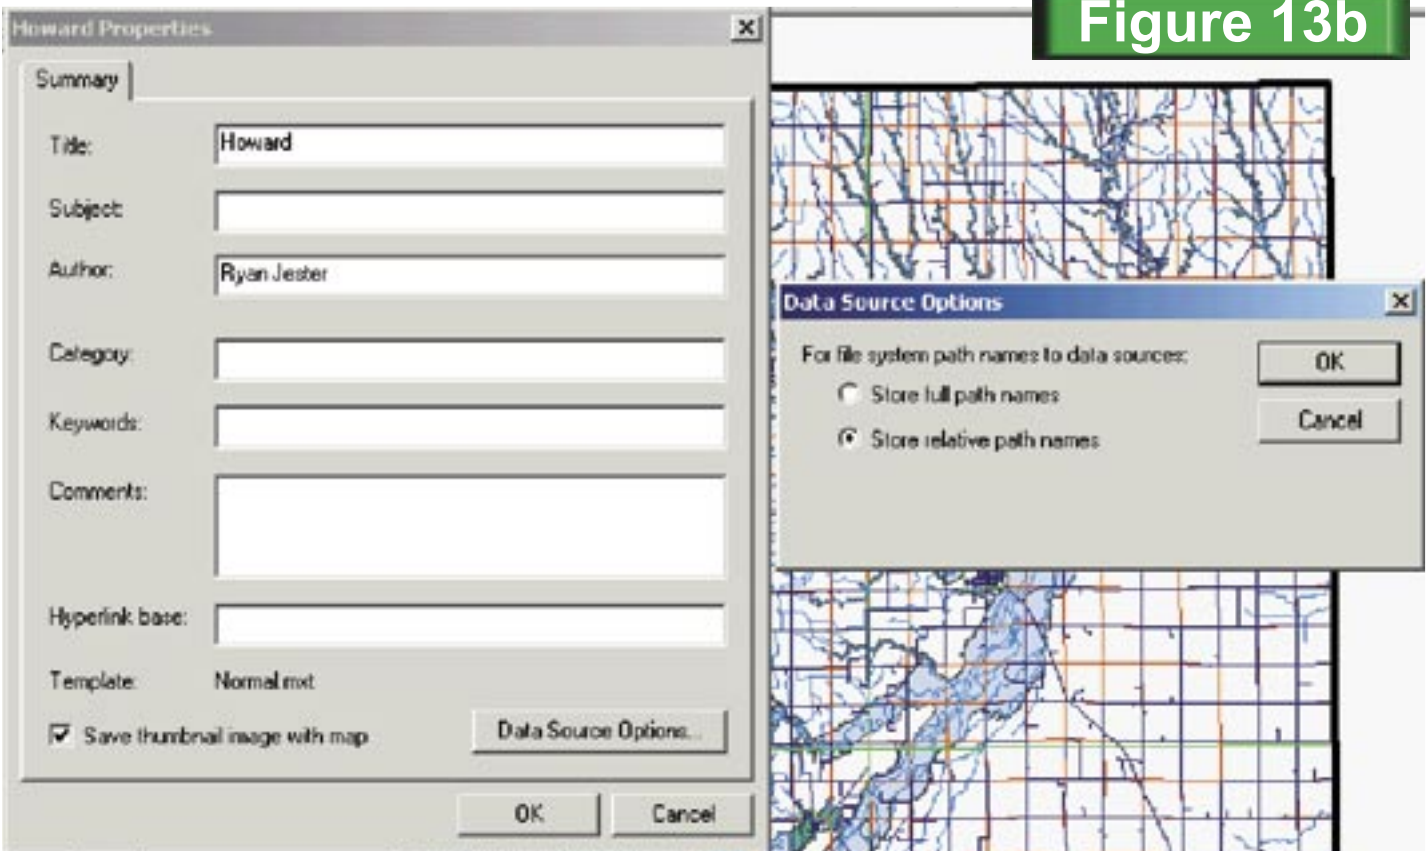 Figure 13b
Howard Properties
Summary
Title: Howard
Subject:
Author: Ryan Jester
Category:
Keywords:
Comments:
Hyperlink base:
Template: Normal.mxt
Save thumbnail image with map
Data Source Options...
OK Cancel
Data Source Options
For file system path names to data sources:
Store full path names
Store relative path names
OK
Cancel